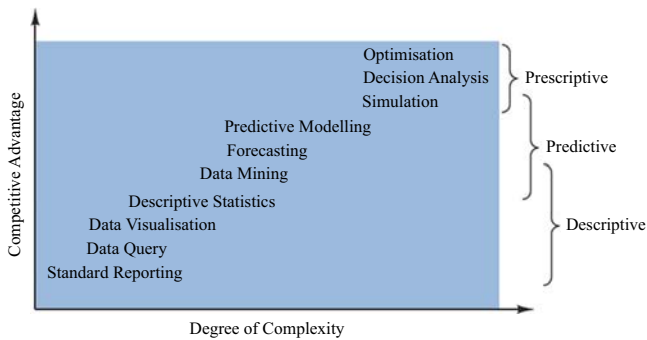 Competitive Advantage
Optimisation
Decision Analysis
Simulation
Predictive Modelling
Forecasting
Data Mining
Descriptive Statistics
Data Visualisation
Data Query
Standard Reporting
Prescriptive
Predictive
Descriptive
Degree of Complexity